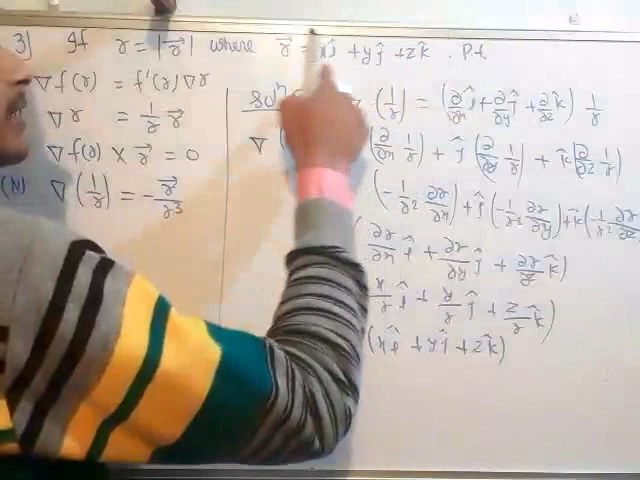 3) If r = |r⃗| where r⃗ = xî + yĵ + zk̂ . P.t
∇f(r) = f'(r)∇r
∇r = 1/r r⃗
∇f(r) × r⃗ = 0
(N) ∇(1/r) = - r⃗/r³
Solⁿ (1/r) = (∂/∂x î + ∂/∂y ĵ + ∂/∂z k̂) 1/r
∇ (∂/∂x 1/r) + ĵ(∂/∂y 1/r) + k̂(∂/∂z 1/r)
(-1/r² ∂r/∂x) + ĵ(-1/r² ∂r/∂y) + k̂(-1/r² ∂r/∂z
(∂r/∂x î + ∂r/∂y ĵ + ∂r/∂z k̂)
x/r î + y/r ĵ + z/r k̂)
(xî + yĵ + zk̂)